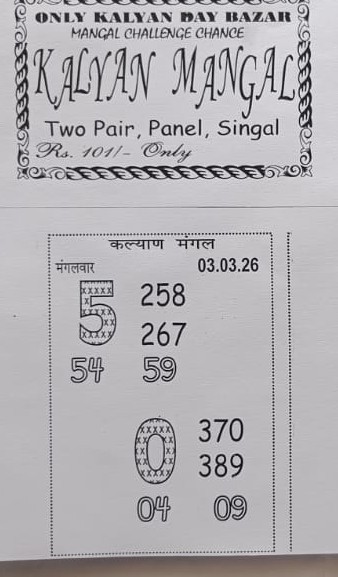 ONLY KALYAN DAY BAZAR
MANGAL CHALLENGE CHANCE
KALYAN MANGAL
Two Pair, Panel, Singal
Rs. 101/- Only
कल्याण मंगल
मंगलवार 03.03.26
5 258
267
54 59
0 370
389
04 09